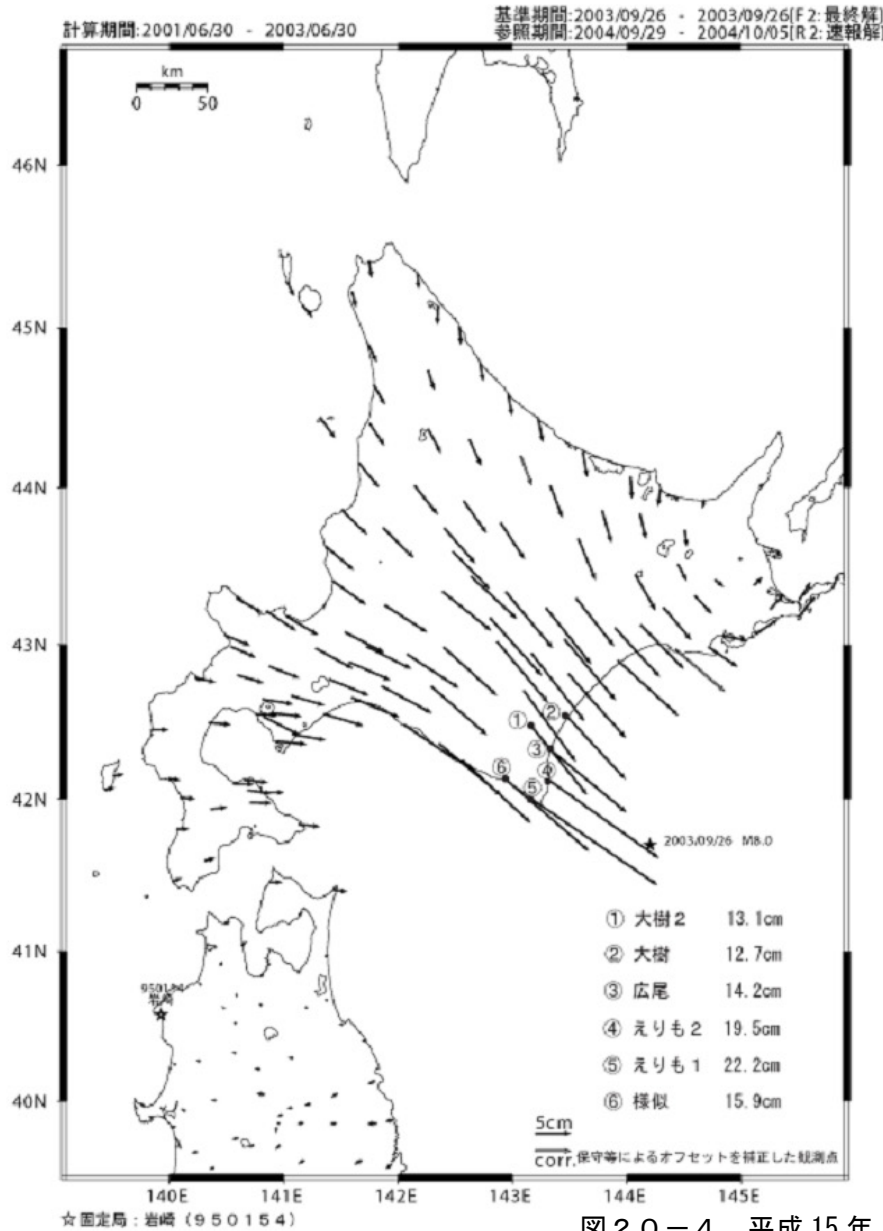 計算期間:2001/06/30 - 2003/06/30
基準期間:2003/09/26 - 2003/09/26[F2:最終解]
参照期間:2004/09/29 - 2004/10/05[R2:速報解]
km
0 50
46N
45N
44N
43N
42N
41N
40N
①
②
③
④
⑤
⑥
2003/09/26 M8.0
950154
岩崎
① 大樹2 13.1cm
② 大樹 12.7cm
③ 広尾 14.2cm
④ えりも2 19.5cm
⑤ えりも1 22.2cm
⑥ 様似 15.9cm
5cm
corr.保守等によるオフセットを補正した観測点
140E 141E 142E 143E 144E 145E
☆固定局:岩崎(950154)
図20-4 平成15年